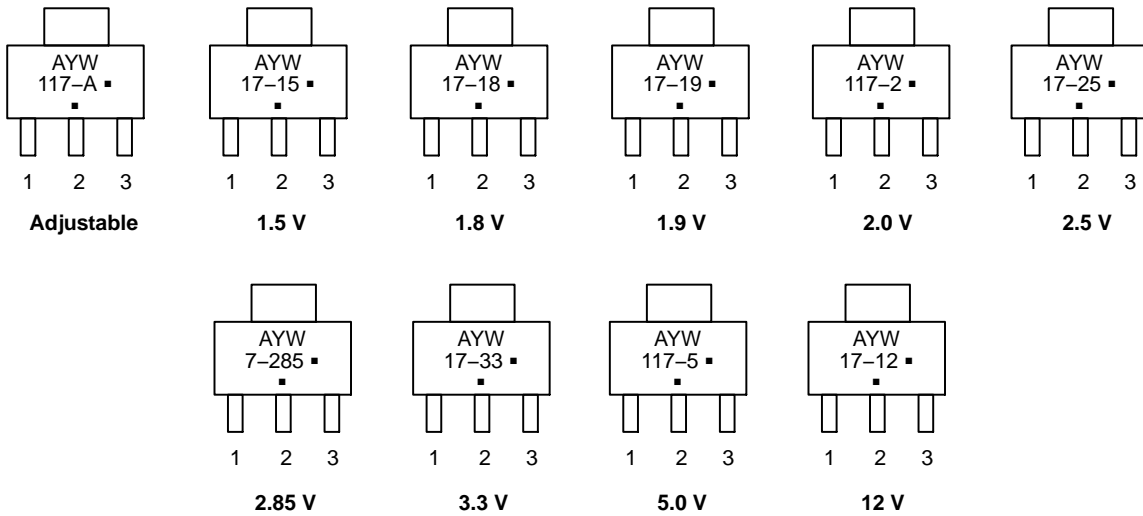 AYW AYW AYW AYW AYW AYW
117–A ▪ 17–15 ▪ 17–18 ▪ 17–19 ▪ 117–2 ▪ 17–25 ▪
▪ ▪ ▪ ▪ ▪ ▪
1 2 3 1 2 3 1 2 3 1 2 3 1 2 3 1 2 3
Adjustable 1.5 V 1.8 V 1.9 V 2.0 V 2.5 V
AYW AYW AYW AYW
7–285 ▪ 17–33 ▪ 117–5 ▪ 17–12 ▪
▪ ▪ ▪ ▪
1 2 3 1 2 3 1 2 3 1 2 3
2.85 V 3.3 V 5.0 V 12 V